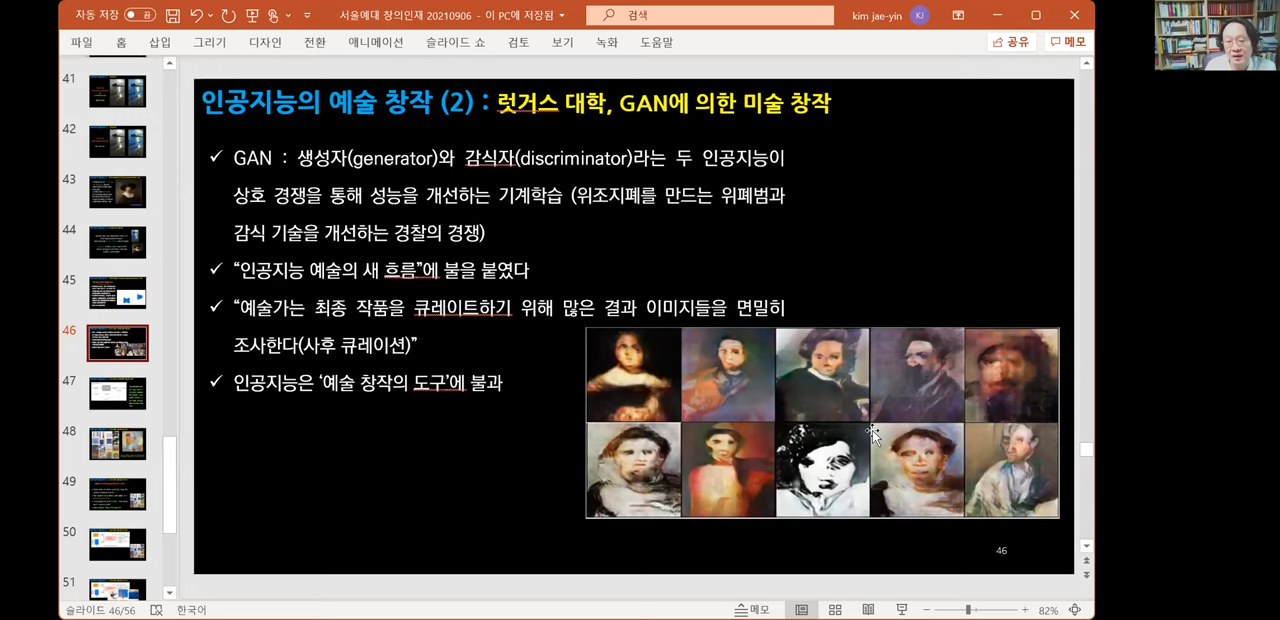 자동 저장
끔
서울예대 창의인재 20210906 - 이 PC에 저장됨
검색
kim jae-yin
KJ
파일 홈 삽입 그리기 디자인 전환 애니메이션 슬라이드 쇼 검토 보기 녹화 도움말
공유
메모
41
42
43
44
45
46
47
48
49
50
51
인공지능의 예술 창작 (2) : 럿거스 대학, GAN에 의한 미술 창작
✓ GAN : 생성자(generator)와 감식자(discriminator)라는 두 인공지능이
상호 경쟁을 통해 성능을 개선하는 기계학습 (위조지폐를 만드는 위폐범과
감식 기술을 개선하는 경찰의 경쟁)
✓ “인공지능 예술의 새 흐름”에 불을 붙였다
✓ “예술가는 최종 작품을 큐레이트하기 위해 많은 결과 이미지들을 면밀히
조사한다(사후 큐레이션)”
✓ 인공지능은 ‘예술 창작의 도구’에 불과
46
슬라이드 46/56
한국어
메모
82%